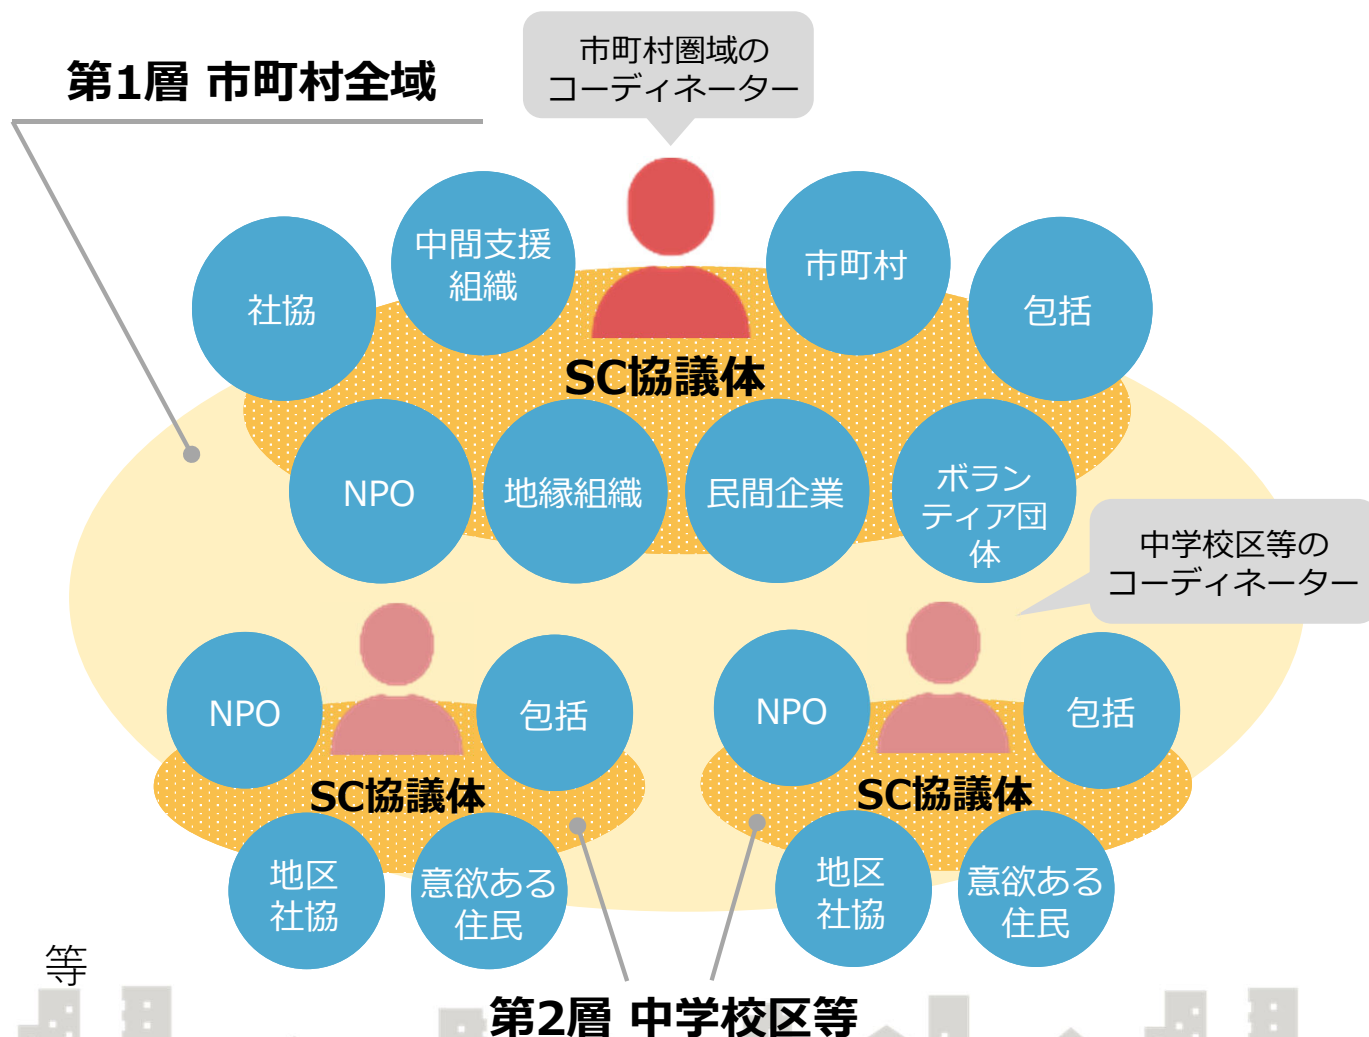 市町村圏域の
コーディネーター
第1層 市町村全域
中間支援
組織
市町村
社協
包括
SC協議体
NPO
地縁組織
民間企業
ボラン
ティア団
体
中学校区等の
コーディネーター
NPO
包括
SC協議体
地区
社協
意欲ある
住民
NPO
包括
SC協議体
地区
社協
意欲ある
住民
等
第2層 中学校区等